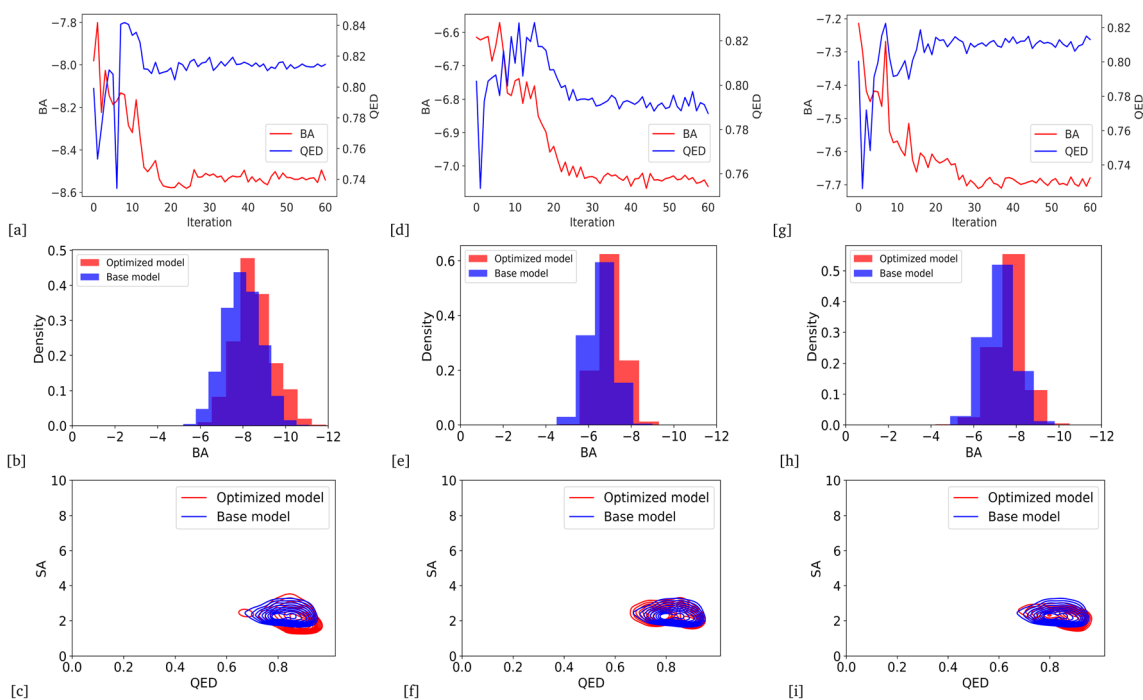 −7.8
−8.0
−8.2
−8.4
−8.6
BA
0.84
0.82
0.80
0.78
0.76
0.74
QED
BA
QED
0 10 20 30 40 50 60
Iteration
[a]
−6.6
−6.7
−6.8
−6.9
−7.0
BA
0.82
0.80
0.78
0.76
QED
BA
QED
0 10 20 30 40 50 60
Iteration
[d]
−7.2
−7.3
−7.4
−7.5
−7.6
−7.7
BA
0.82
0.80
0.78
0.76
0.74
QED
BA
QED
0 10 20 30 40 50 60
Iteration
[g]
0.5
0.4
0.3
0.2
0.1
0.0
Density
Optimized model
Base model
0 −2 −4 −6 −8 −10 −12
BA
[b]
0.6
0.4
0.2
0.0
Density
Optimized model
Base model
0 −2 −4 −6 −8 −10 −12
BA
[e]
0.5
0.4
0.3
0.2
0.1
0.0
Density
Optimized model
Base model
0 −2 −4 −6 −8 −10 −12
BA
[h]
10
8
6
4
2
0
SA
Optimized model
Base model
0.0 0.2 0.4 0.6 0.8
QED
[c]
10
8
6
4
2
0
SA
Optimized model
Base model
0.0 0.2 0.4 0.6 0.8
QED
[f]
10
8
6
4
2
0
SA
Optimized model
Base model
0.0 0.2 0.4 0.6 0.8
QED
[i]